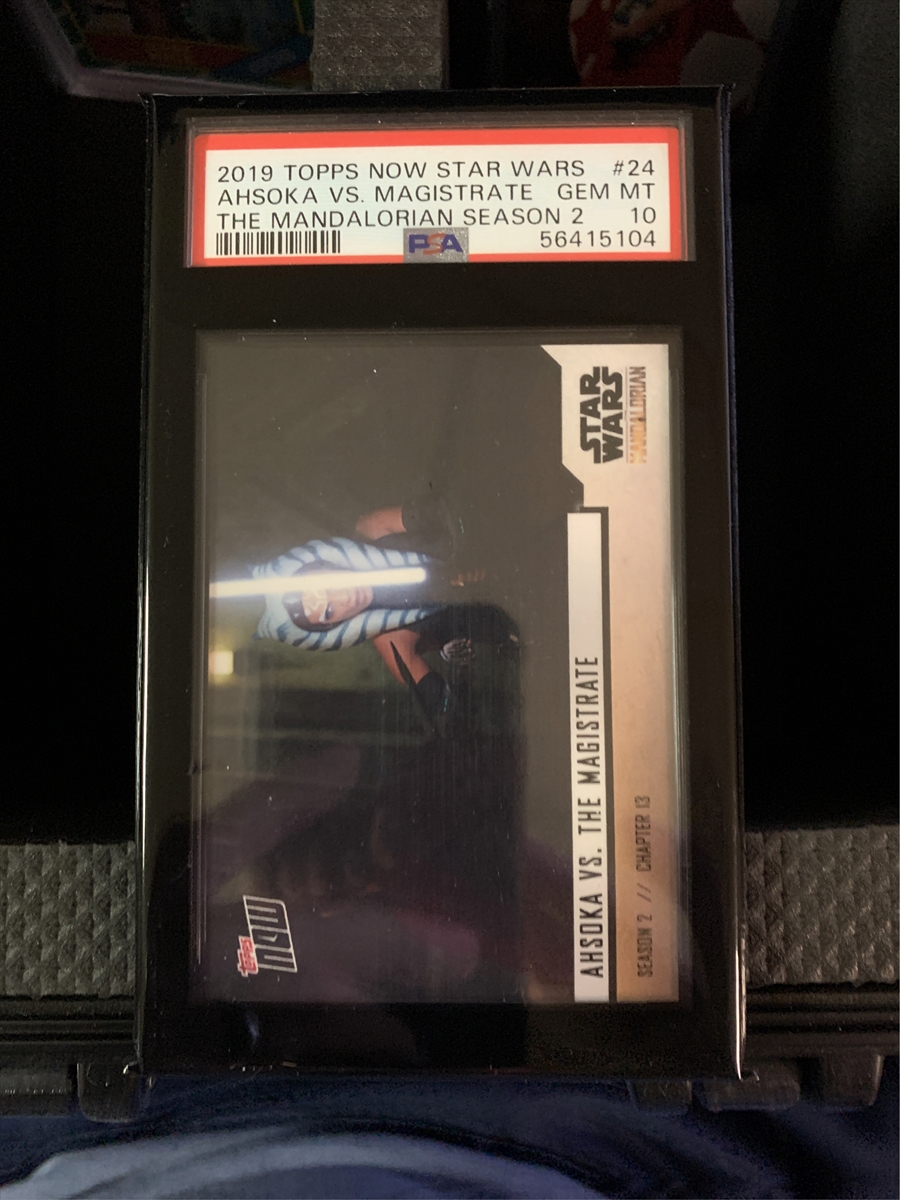 2019 TOPPS NOW STAR WARS #24
AHSOKA VS. MAGISTRATE GEM MT
THE MANDALORIAN SEASON 2 10
PSA 56415104
STAR
WARS
MANDALORIAN
AHSOKA VS. THE MAGISTRATE
SEASON 2 // CHAPTER 13
TOPPS
NOW